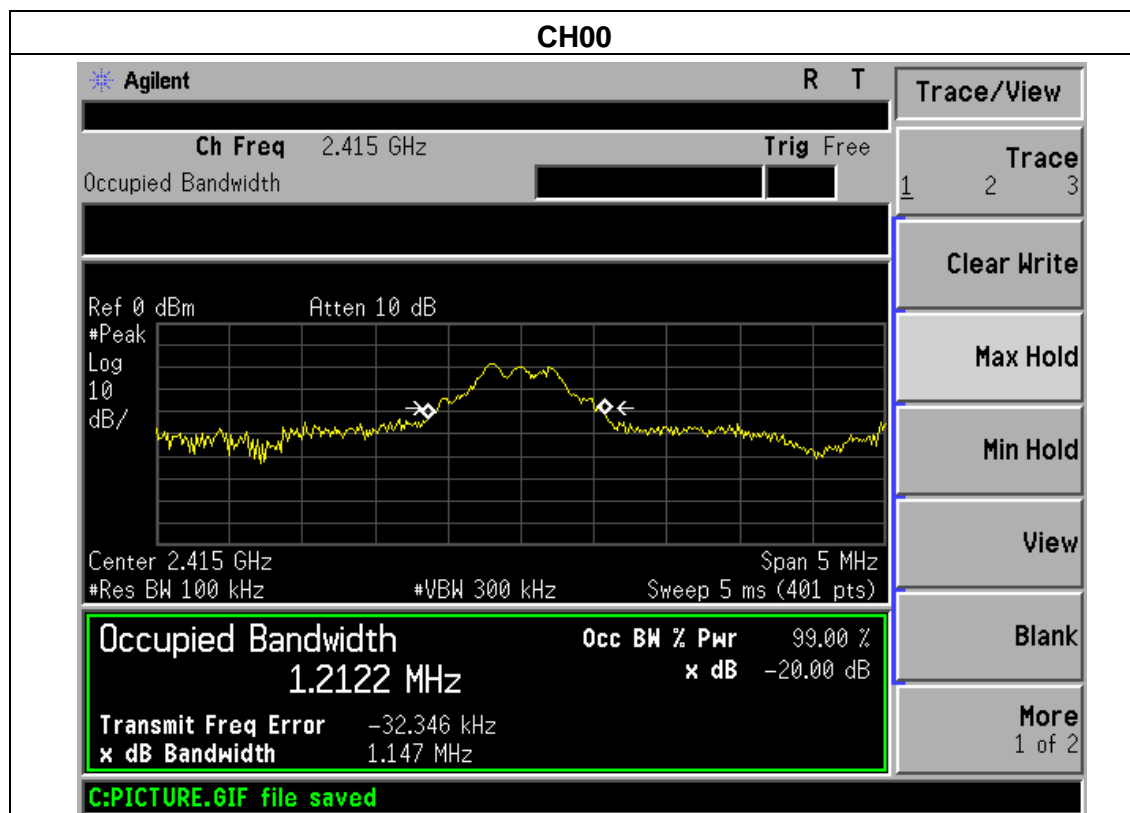 CH00
Agilent R T
Trace/View
Ch Freq 2.415 GHz Trig Free
Occupied Bandwidth
Trace
1 2 3
Clear Write
Ref 0 dBm Atten 10 dB
#Peak
Log
10
dB/
Max Hold
Min Hold
View
Center 2.415 GHz Span 5 MHz
#Res BW 100 kHz #VBW 300 kHz Sweep 5 ms (401 pts)
Occupied Bandwidth Occ BW % Pwr 99.00 %
1.2122 MHz x dB -20.00 dB
Blank
Transmit Freq Error -32.346 kHz
x dB Bandwidth 1.147 MHz
More
1 of 2
C:PICTURE.GIF file saved